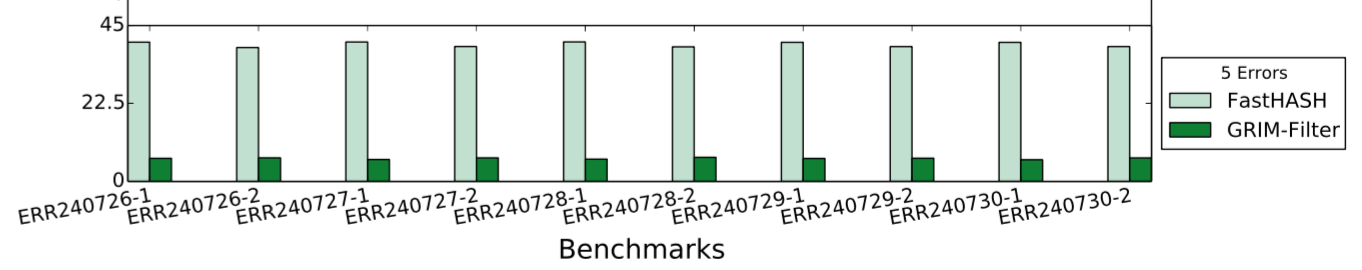 45
22.5
0
ERR240726-1
ERR240726-2
ERR240727-1
ERR240727-2
ERR240728-1
ERR240728-2
ERR240729-1
ERR240729-2
ERR240730-1
ERR240730-2
Benchmarks
5 Errors
FastHASH
GRIM-Filter